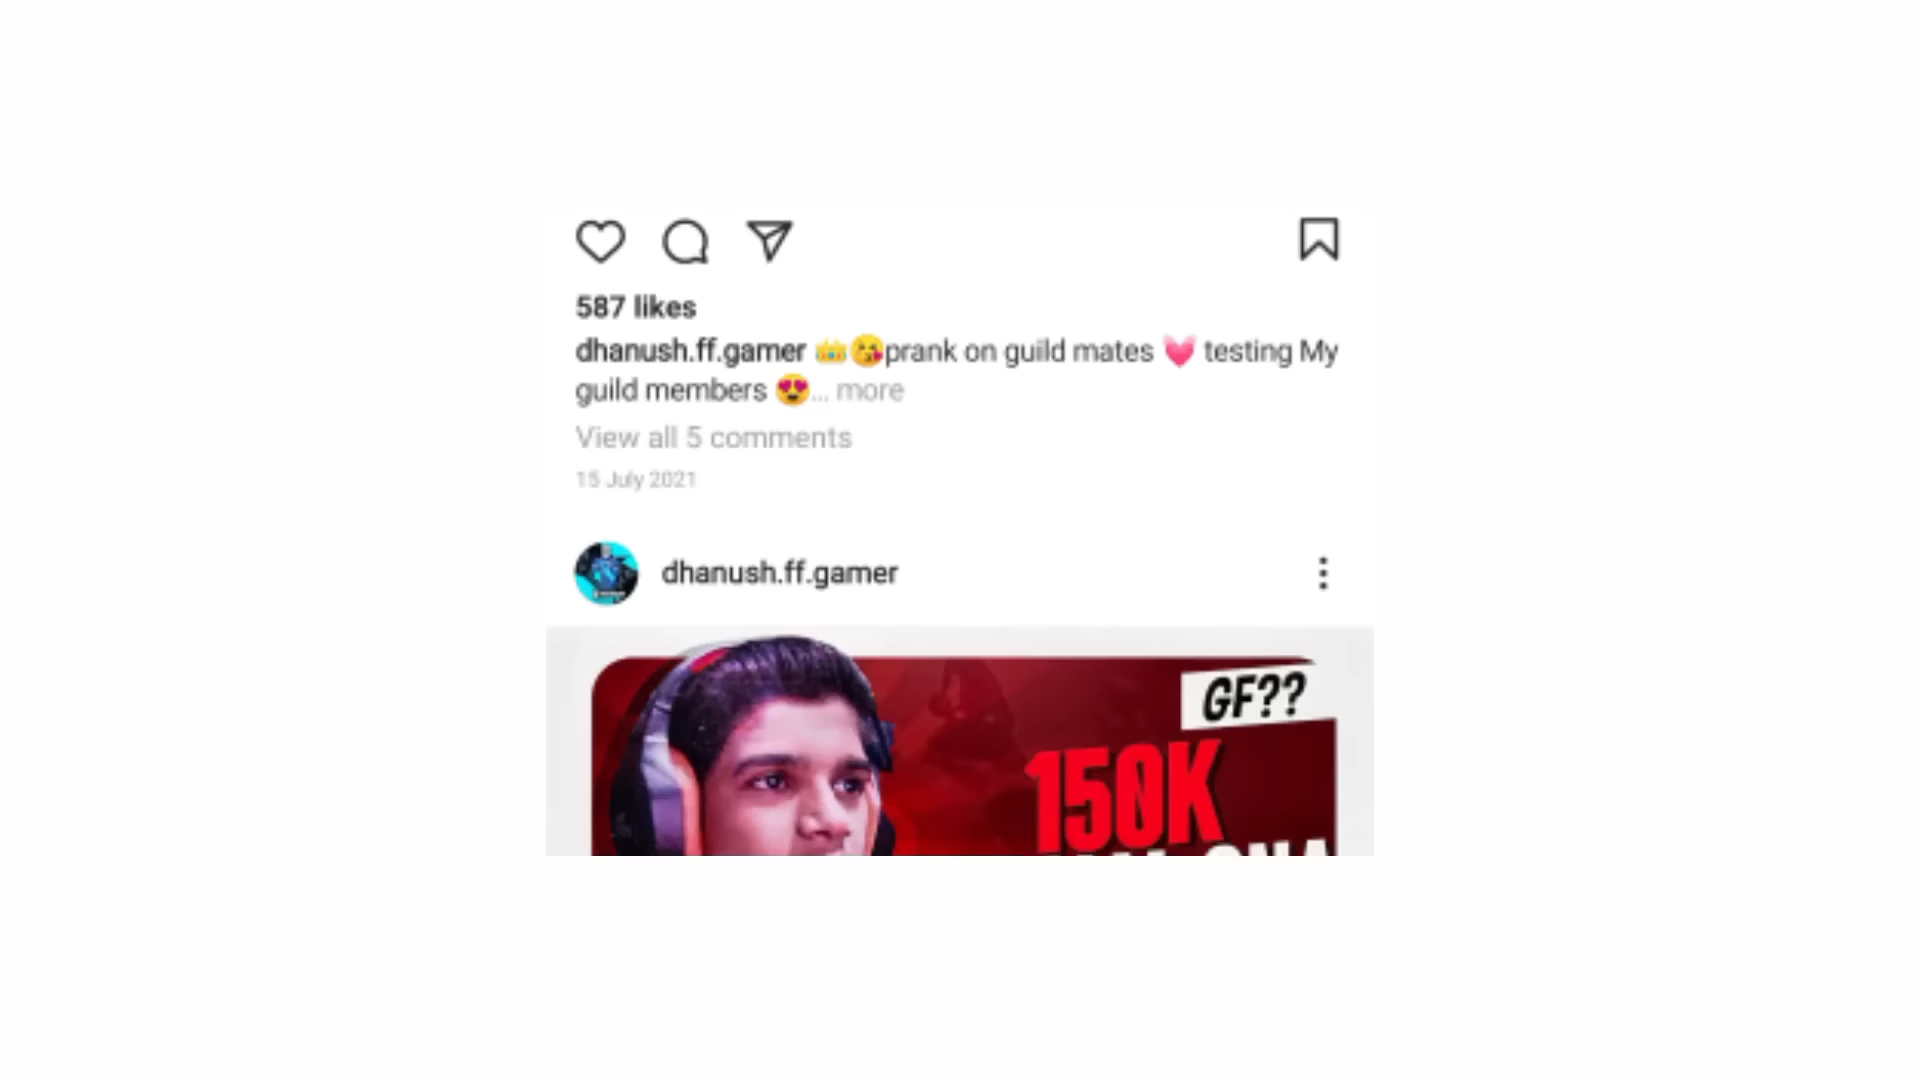 587 likes
dhanush.ff.gamer 👑😘prank on guild mates 💓 testing My
guild members 😍... more
View all 5 comments
15 July 2021
dhanush.ff.gamer
GF??
150K